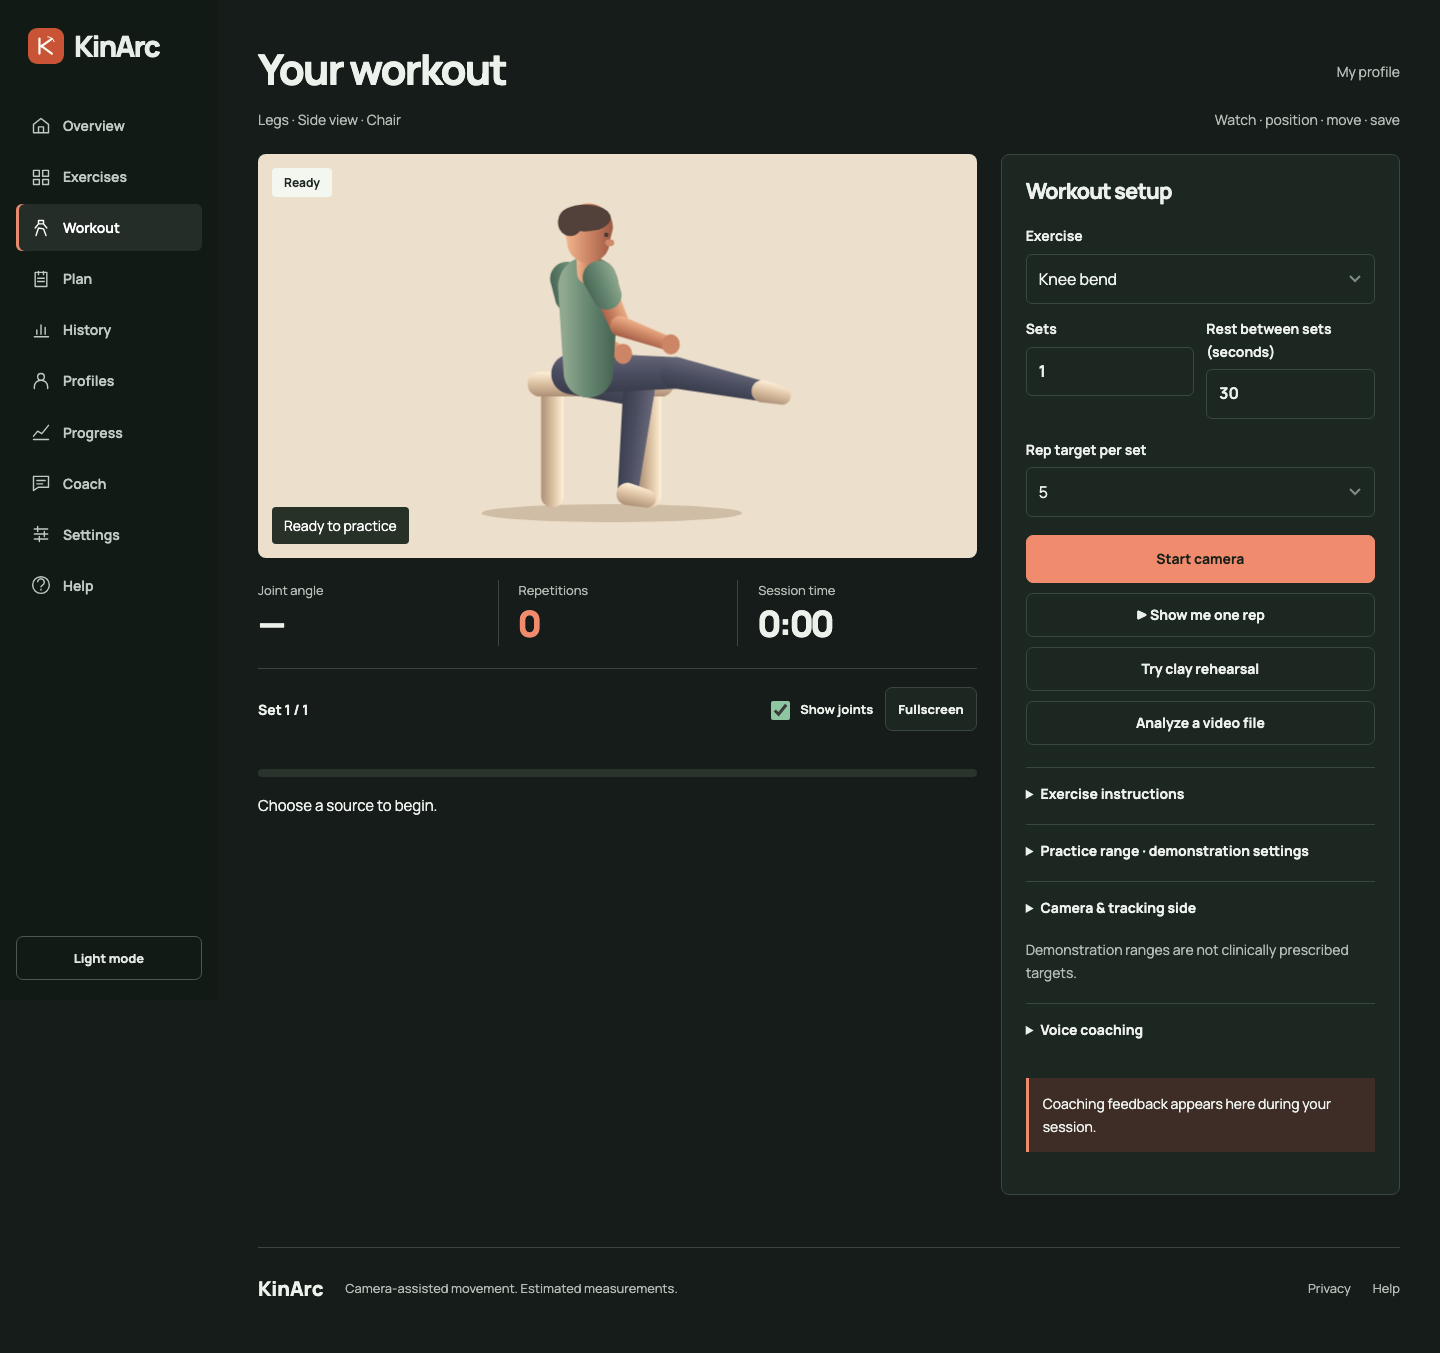 KinArc
Overview
Exercises
Workout
Plan
History
Profiles
Progress
Coach
Settings
Help
Light mode
Your workout
My profile
Legs · Side view · Chair
Watch · position · move · save
Ready
Ready to practice
Joint angle
Repetitions
Session time
—
0
0:00
Set 1 / 1
Show joints
Fullscreen
Choose a source to begin.
Workout setup
Exercise
Knee bend
Sets
1
Rest between sets
(seconds)
30
Rep target per set
5
Start camera
Show me one rep
Try clay rehearsal
Analyze a video file
Exercise instructions
Practice range · demonstration settings
Camera & tracking side
Demonstration ranges are not clinically prescribed
targets.
Voice coaching
Coaching feedback appears here during your
session.
KinArc
Camera-assisted movement. Estimated measurements.
Privacy
Help